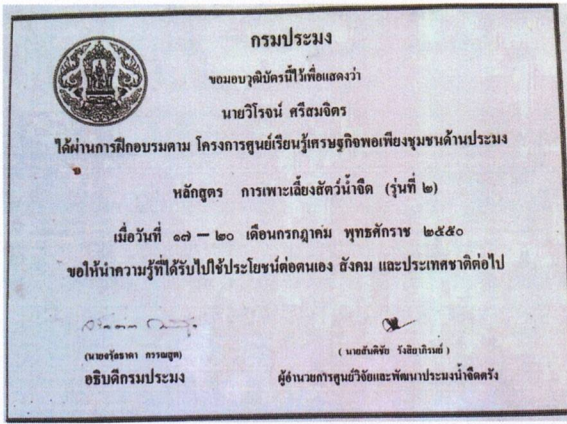 กรมประมง
ขอมอบวุฒิบัตรนี้ไว้เพื่อแสดงว่า
นายวิโรจน์ ศรีสมจิตร
ได้ผ่านการฝึกอบรมตาม โครงการศูนย์เรียนรู้เศรษฐกิจพอเพียงชุมชนด้านประมง
หลักสูตร การเพาะเลี้ยงสัตว์น้ำจืด (รุ่นที่ ๒)
เมื่อวันที่ ๑๗ – ๒๐ เดือนกรกฎาคม พุทธศักราช ๒๕๕๐
ขอให้นำความรู้ที่ได้รับไปใช้ประโยชน์ต่อตนเอง สังคม และประเทศชาติต่อไป
(นายจรัลธาดา กรรณสูต)
( นายสันติชัย รังสิยาภิรมย์ )
อธิบดีกรมประมง
ผู้อำนวยการศูนย์วิจัยและพัฒนาประมงน้ำจืดตรัง